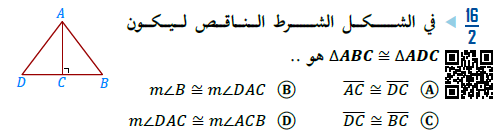 16/2 في الشكل الشرط الناقص ليكون
ΔABC ≅ ΔADC هو ..
A AC̅ ≅ DC̅ B m∠B ≅ m∠DAC
C DC̅ ≅ BC̅ D m∠DAC ≅ m∠ACB
A
D C B